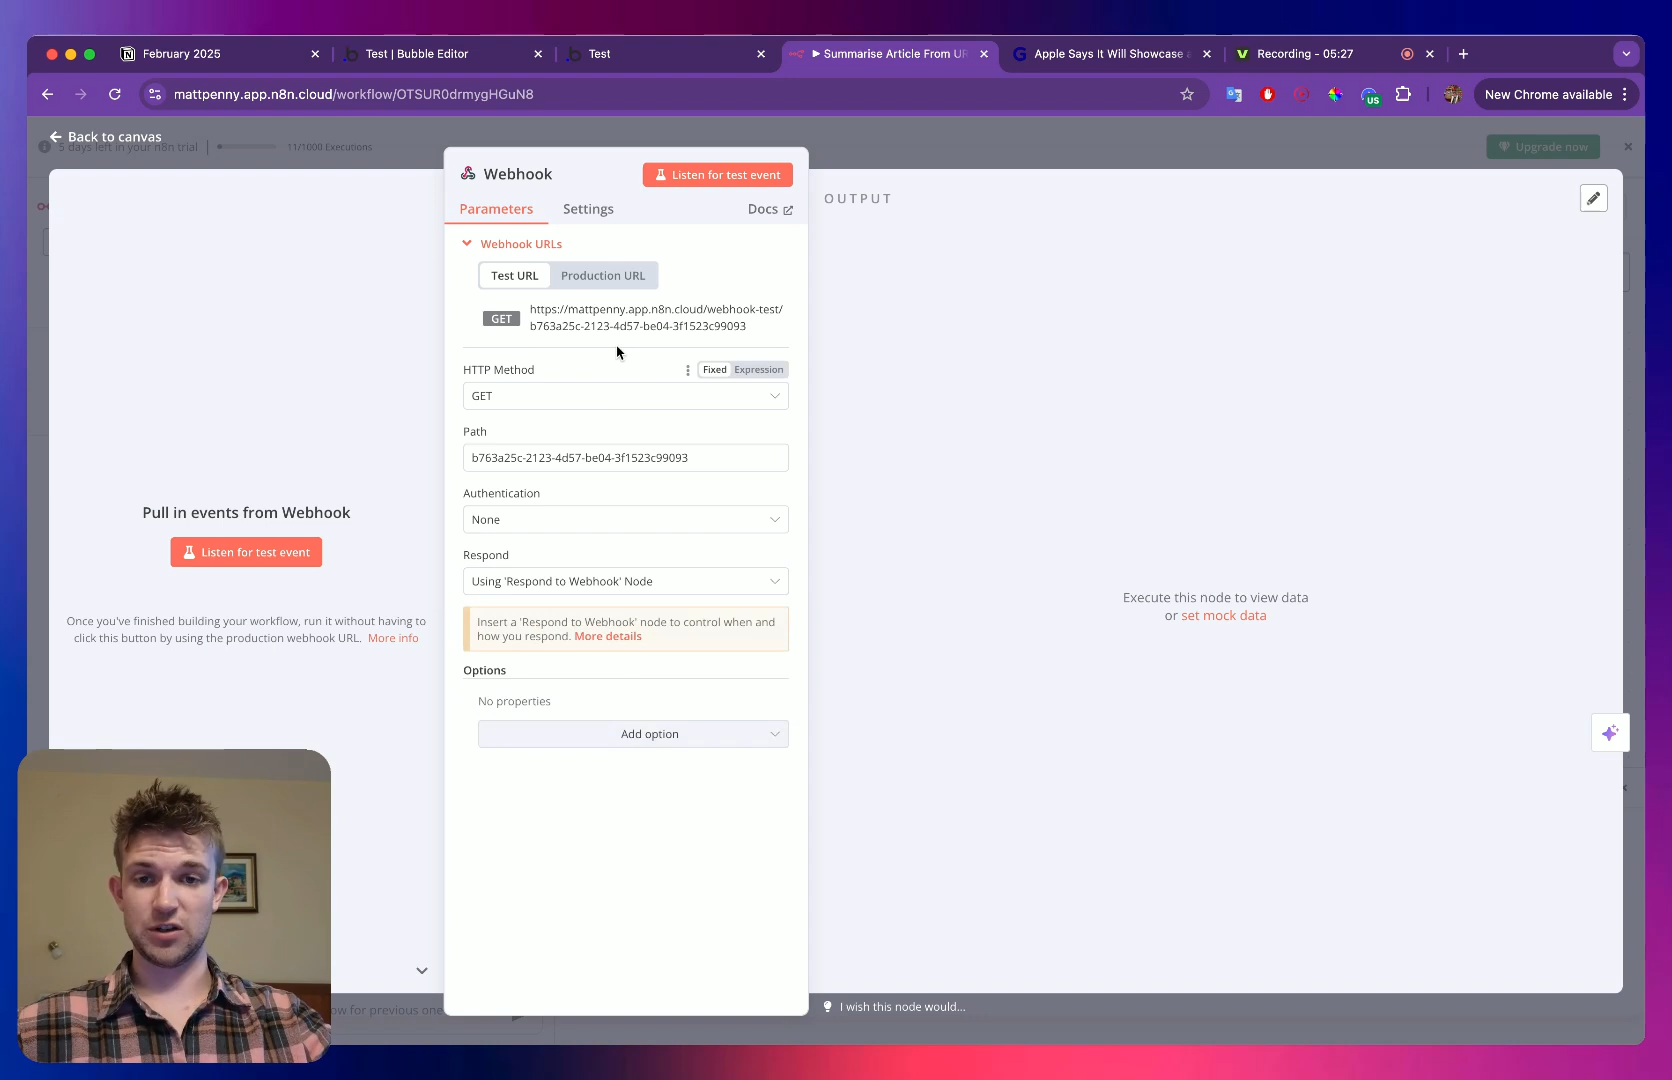 February 2025
Test | Bubble Editor
Test
Summarise Article From UR
Apple Says It Will Showcase
Recording - 05:27
mattpenny.app.n8n.cloud/workflow/OTSUR0drmygHGuN8
US
New Chrome available
Back to canvas
5 days left in your n8n trial
11/1000 Executions
Upgrade now
Webhook
Listen for test event
Parameters
Settings
Docs
OUTPUT
Webhook URLs
Test URL
Production URL
GET
https://mattpenny.app.n8n.cloud/webhook-test/
b763a25c-2123-4d57-be04-3f1523c99093
HTTP Method
Fixed
Expression
GET
Path
b763a25c-2123-4d57-be04-3f1523c99093
Authentication
None
Respond
Using 'Respond to Webhook' Node
Insert a 'Respond to Webhook' node to control when and
how you respond. More details
Options
No properties
Add option
Pull in events from Webhook
Listen for test event
Once you've finished building your workflow, run it without having to
click this button by using the production webhook URL. More info
Execute this node to view data
or set mock data
ow for previous one
I wish this node would...